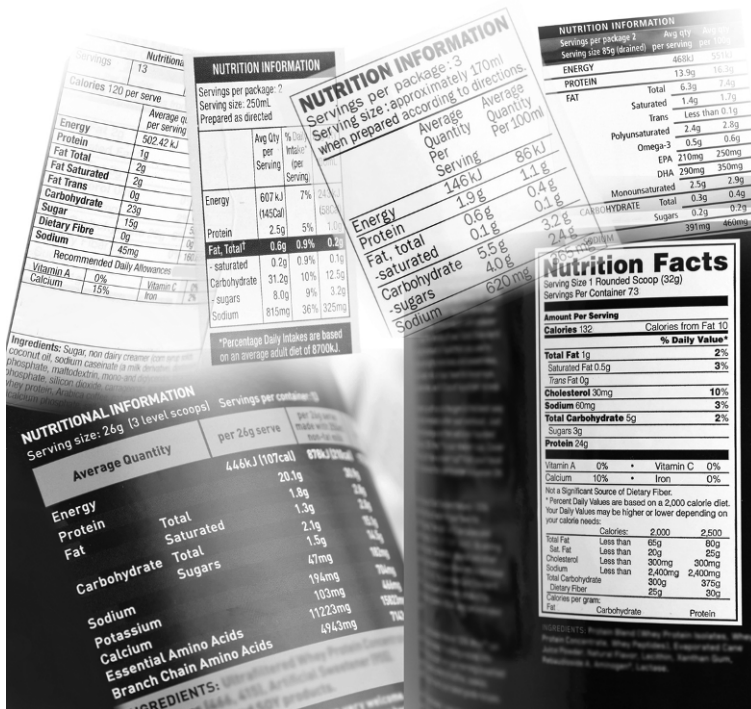 Nutritional
Servings 13
Calories 120 per serve
Average
per serving
Energy 502.42 kJ
Protein 1g
Fat Total 2g
Fat Saturated 2g
Fat Trans 0g
Carbohydrate 23g
Sugar 15g
Dietary Fibre 0g
Sodium 45mg
Recommended Daily Allowances
Vitamin A 0% Vitamin C
Calcium 15% Iron
Ingredients: Sugar, non dairy creamer
coconut oil, sodium caseinate (a milk
phosphate, maltodextrin, mono-and
phosphate, silicon dioxide,
whey protein,
calcium phosphate
NUTRITION INFORMATION
Servings per package: 2
Serving size: 250mL
Prepared as directed
Avg Qty per Serving % Daily Intake* (per Serving)
Energy 607 kJ 7%
(145Cal)
Protein 2.5g 5% 1.0g
Fat, Total† 0.6g 0.9% 0.2g
- saturated 0.2g 0.9% 0.1g
Carbohydrate 31.2g 10% 12.5g
- sugars 8.0g 9% 3.2g
Sodium 815mg 36% 325mg
*Percentage Daily Intakes are based
on an average adult diet of 8700kJ.
NUTRITION INFORMATION
Servings per package : 3
Serving size : approximately 170ml
when prepared according to directions.
Average Quantity Per Serving Average Quantity Per 100ml
Energy 146kJ 86kJ
Protein 1.9g 1.1g
Fat, total 0.6g 0.4g
-saturated 0.1g 0.1g
Carbohydrate 5.5g 3.2g
-sugars 4.0g 2.4g
Sodium 620mg
NUTRITION INFORMATION
Servings per package 2
Serving size 85g (drained)
Avg qty per serving
ENERGY 468kJ 551kJ
PROTEIN 13.9g 16.3g
FAT Total 6.3g 7.4g
Saturated 1.4g 1.7g
Trans Less than 0.1g
Polyunsaturated 2.4g 2.8g
Omega-3 0.5g 0.6g
EPA 210mg 250mg
DHA 290mg 350mg
Monounsaturated 2.5g 2.9g
CARBOHYDRATE Total 0.3g 0.4g
Sugars 0.2g 0.2g
SODIUM 391mg 460mg
NUTRITIONAL INFORMATION
Serving size: 26g (3 level scoops) Servings per container:
Average Quantity per 26g serve
Energy 446kJ (107cal)
Protein 20.1g
Fat Total 1.8g
Saturated 1.3g
Carbohydrate Total 2.1g
Sugars 1.5g
Sodium 47mg
Potassium 194mg
Calcium 103mg
Essential Amino Acids 11223mg
Branch Chain Amino Acids 4943mg
INGREDIENTS:
Nutrition Facts
Serving Size 1 Rounded Scoop (32g)
Servings Per Container 73
Amount Per Serving
Calories 132 Calories from Fat 10
% Daily Value*
Total Fat 1g 2%
Saturated Fat 0.5g 3%
Trans Fat 0g
Cholesterol 30mg 10%
Sodium 60mg 3%
Total Carbohydrate 5g 2%
Sugars 3g
Protein 24g
Vitamin A 0% • Vitamin C 0%
Calcium 10% • Iron 0%
Not a Significant Source of Dietary Fiber.
* Percent Daily Values are based on a 2,000 calorie diet.
Your Daily Values may be higher or lower depending on
your calorie needs:
Calories: 2,000 2,500
Total Fat Less than 65g 80g
Sat. Fat Less than 20g 25g
Cholesterol Less than 300mg 300mg
Sodium Less than 2,400mg 2,400mg
Total Carbohydrate 300g 375g
Dietary Fiber 25g 30g
Calories per gram:
Fat Carbohydrate Protein
INGREDIENTS: Protein Blend (Whey Protein Isolates,